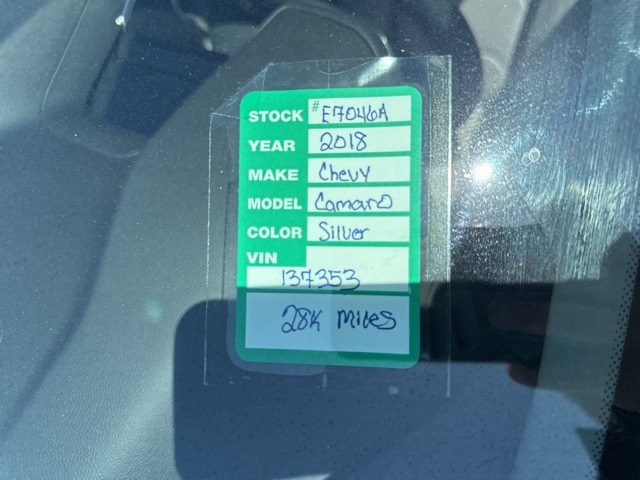 STOCK #E7046A
YEAR 2018
MAKE Chevy
MODEL Camaro
COLOR Silver
VIN
137353
28K miles